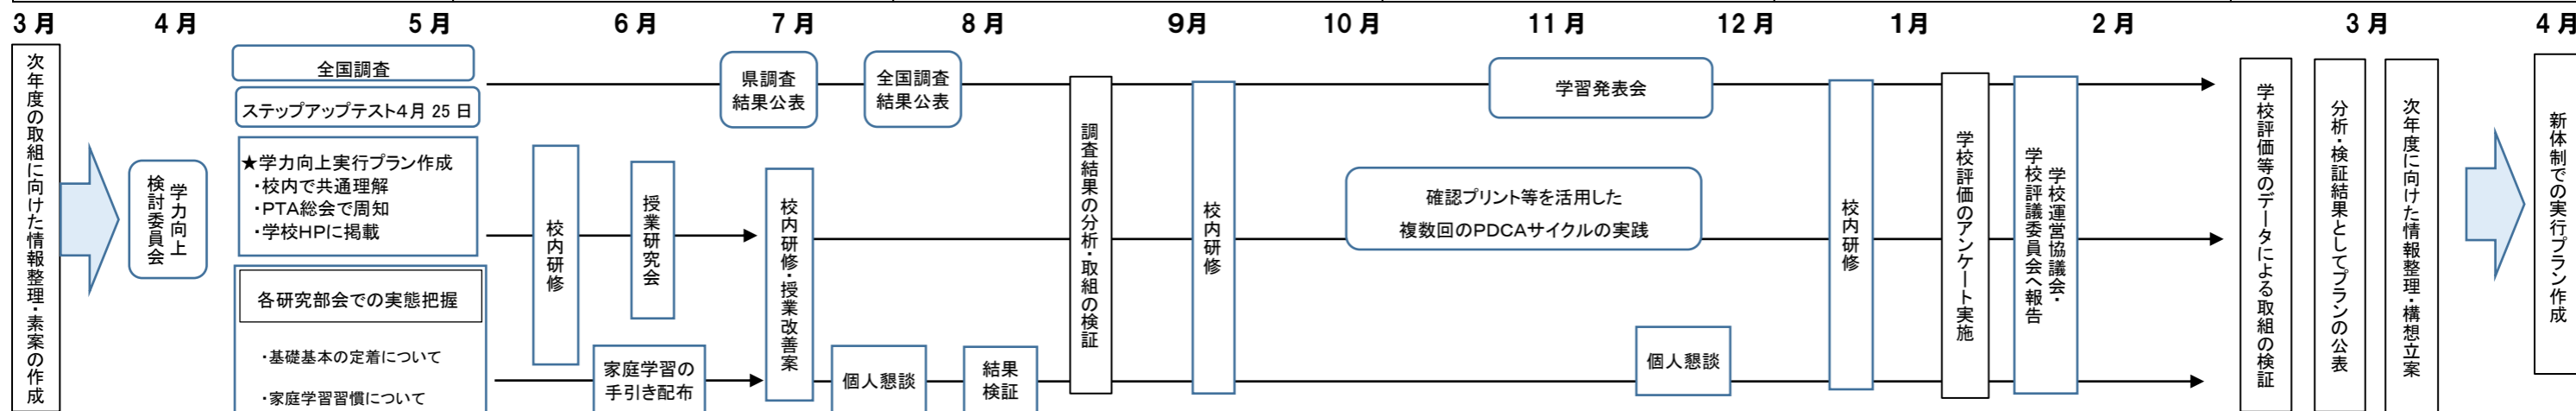 3月 4月 5月 6月 7月 8月 9月 10月 11月 12月 1月 2月 3月 4月
次年度の取組に向けた情報整理・素案の作成
学力向上
検討委員会
全国調査
ステップアップテスト4月 25 日
★学力向上実行プラン作成
・校内で共通理解
・PTA総会で周知
・学校HPに掲載
各研究部会での実態把握
・基礎基本の定着について
・家庭学習習慣について
校内研修
授業研究会
家庭学習の
手引き配布
県調査
結果公表
校内研修・授業改善案
全国調査
結果公表
個人懇談
結果
検証
調査結果の分析・取組の検証
校内研修
学習発表会
確認プリント等を活用した
複数回のPDCAサイクルの実践
個人懇談
校内研修
学校評価のアンケート実施
学校運営協議会・
学校評議委員会へ報告
学校評価等のデータによる取組の検証
分析・検証結果としてプランの公表
次年度に向けた情報整理・構想立案
新体制での実行プラン作成